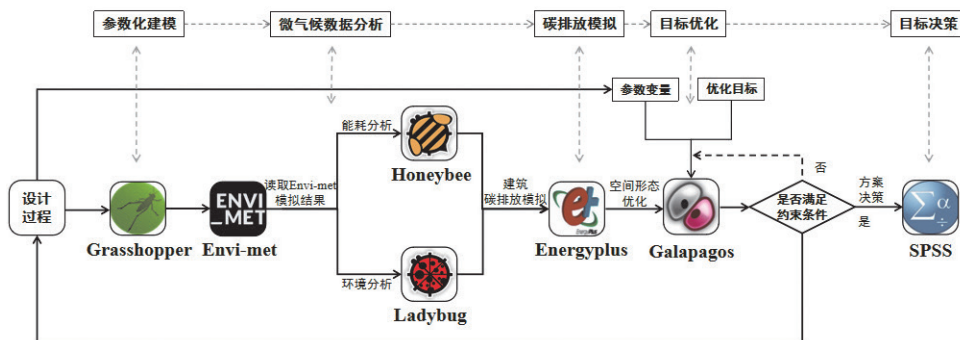 参数化建模
微气候数据分析
碳排放模拟
目标优化
目标决策
参数变量
优化目标
能耗分析
Honeybee
否
设计
过程
Grasshopper
ENVI
_MET
Envi-met
读取Envi-met
模拟结果
建筑
碳排放模拟
Energyplus
空间形态
优化
Galapagos
是否满足
约束条件
方案
决策
是
Σ α
÷
SPSS
环境分析
Ladybug